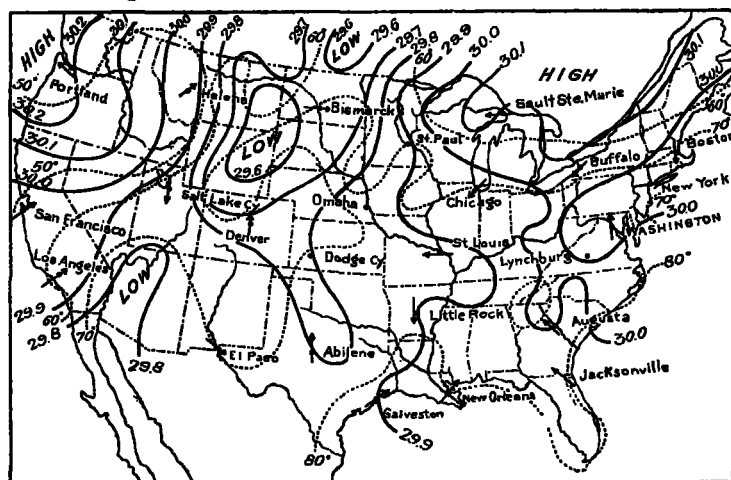 HIGH
30.2
30.1
30.0
29.9
29.8
29.7
60°
29.6
LOW
29.6
29.7
29.8
60
29.9
30.0
30.1
HIGH
30.1
30.0
60°
70°
50°
Portland
30.2
30.1
50°
30.0
Helena
Bismarck
Sault Ste. Marie
St. Paul
LOW
29.6
Buffalo
Boston
New York
70°
30.0
WASHINGTON
Chicago
Salt Lake Cy.
Omaha
San Francisco
Denver
St Louis
Lynchburg
Los Angeles
LOW
Dodge Cy
80°
29.9
60°
29.8
70°
29.8
Little Rock
Augusta
30.0
El Paso
Abilene
Jacksonville
New Orleans
Galveston
29.9
80°